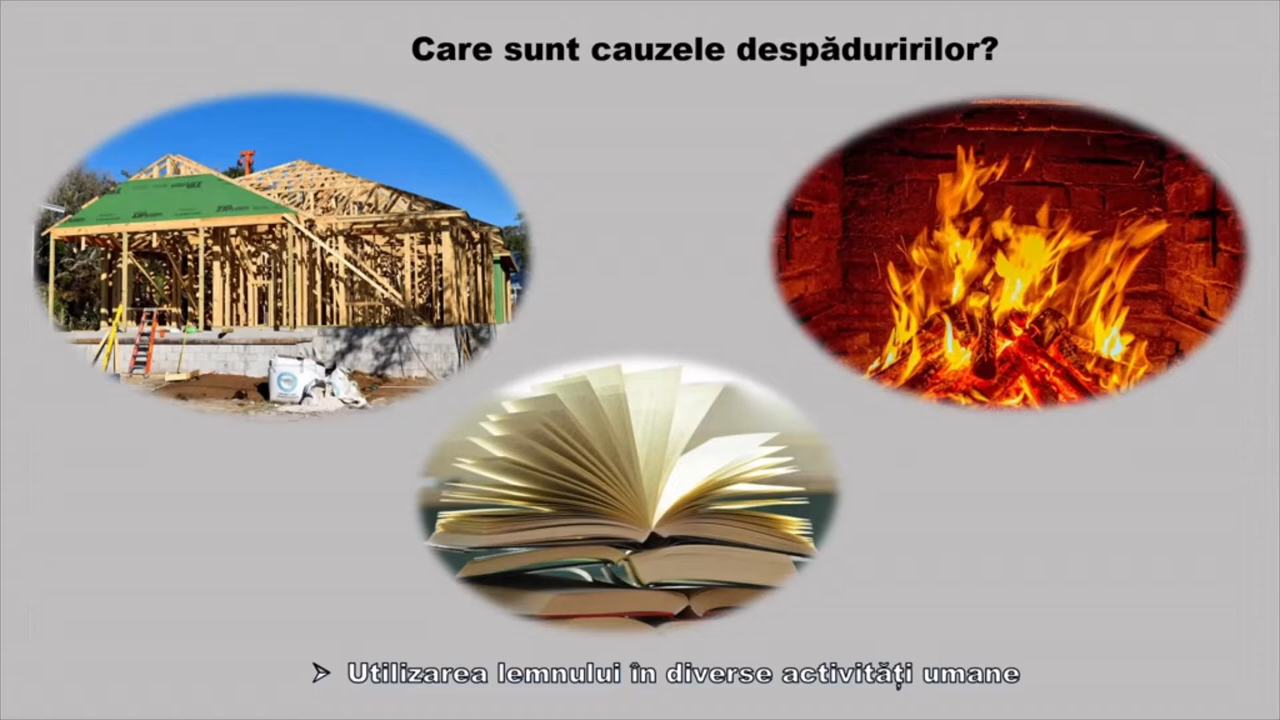 Care sunt cauzele despăduririlor?
➢ Utilizarea lemnului în diverse activități umane